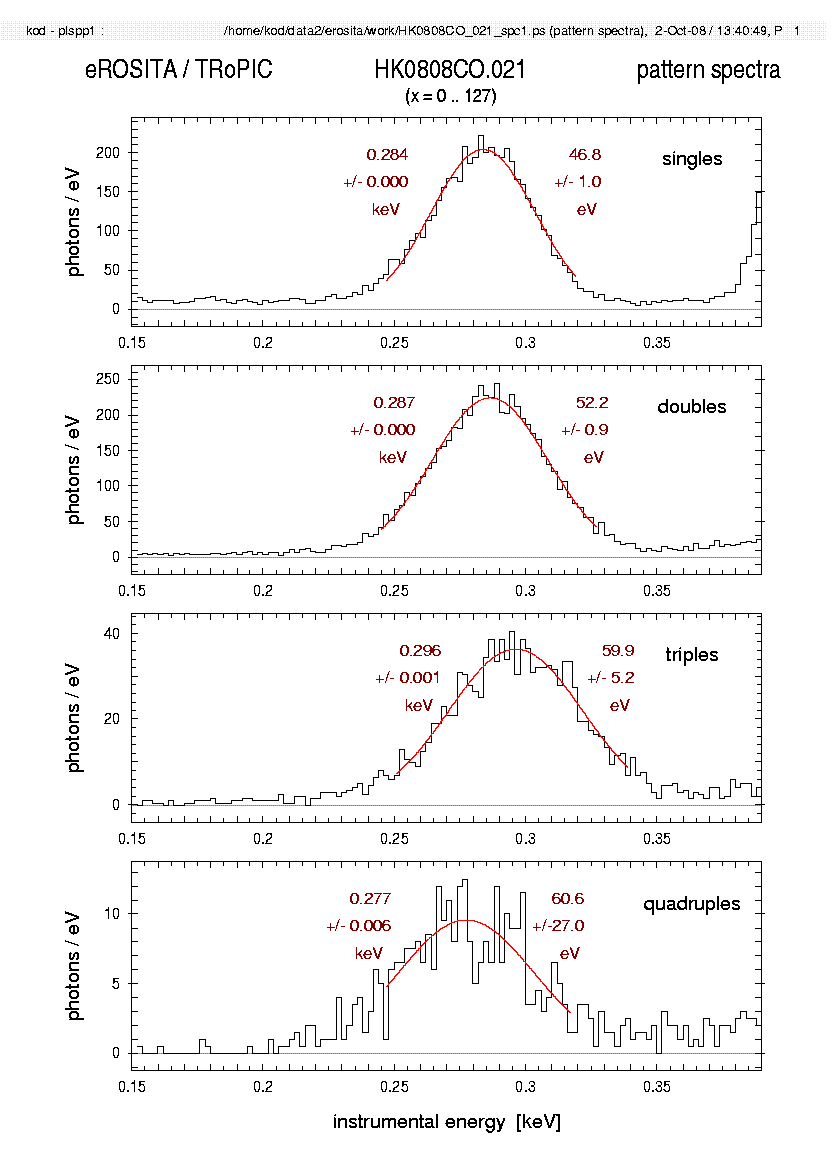 kod - plspp1 : /home/kod/data2/erosita/work/HK0808CO_021_spc1.ps (pattern spectra), 2-Oct-08 / 13:40:49, P 1
eROSITA / TRoPIC HK0808CO.021 pattern spectra
(x = 0 .. 127)
photons / eV
200
150
100
50
0
0.284
+/- 0.000
keV
46.8
+/- 1.0
eV
singles
0.15 0.2 0.25 0.3 0.35
photons / eV
250
200
150
100
50
0
0.287
+/- 0.000
keV
52.2
+/- 0.9
eV
doubles
0.15 0.2 0.25 0.3 0.35
photons / eV
40
20
0
0.296
+/- 0.001
keV
59.9
+/- 5.2
eV
triples
0.15 0.2 0.25 0.3 0.35
photons / eV
10
5
0
0.277
+/- 0.006
keV
60.6
+/-27.0
eV
quadruples
0.15 0.2 0.25 0.3 0.35
instrumental energy [keV]